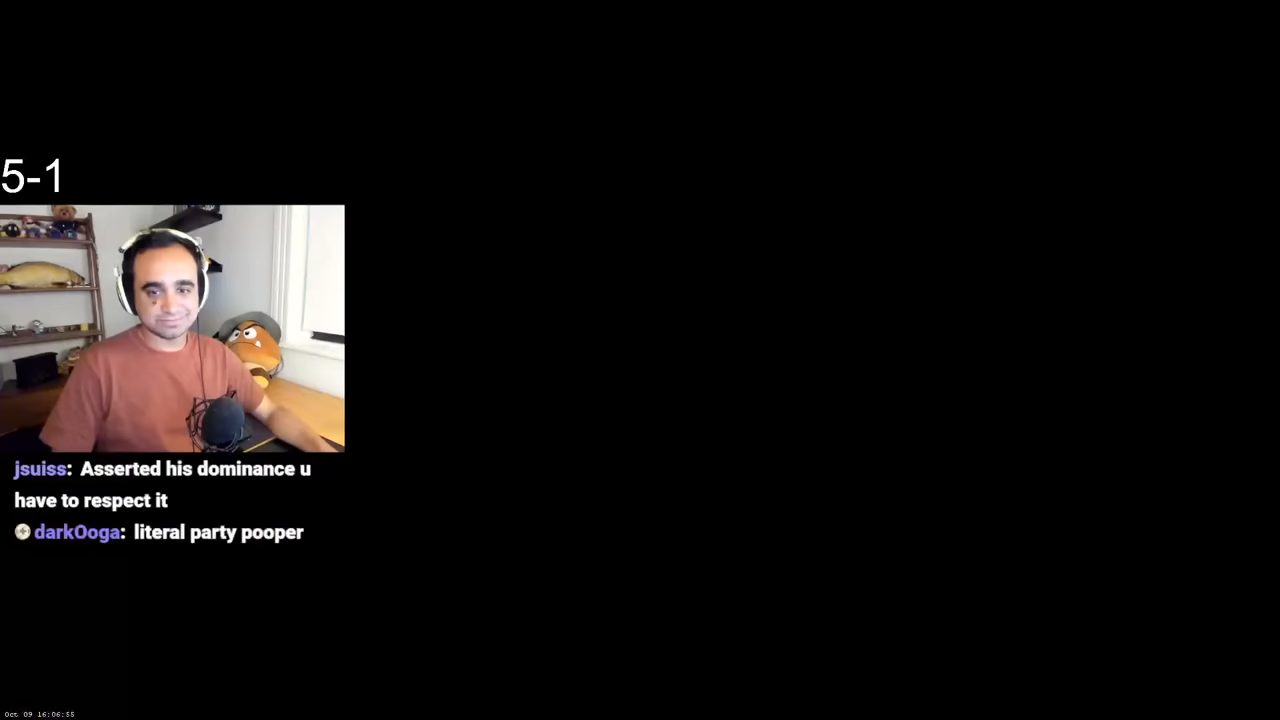 5-1
jsuiss: Asserted his dominance u
have to respect it
darkOoga: literal party pooper
Oct 09 16:06:55